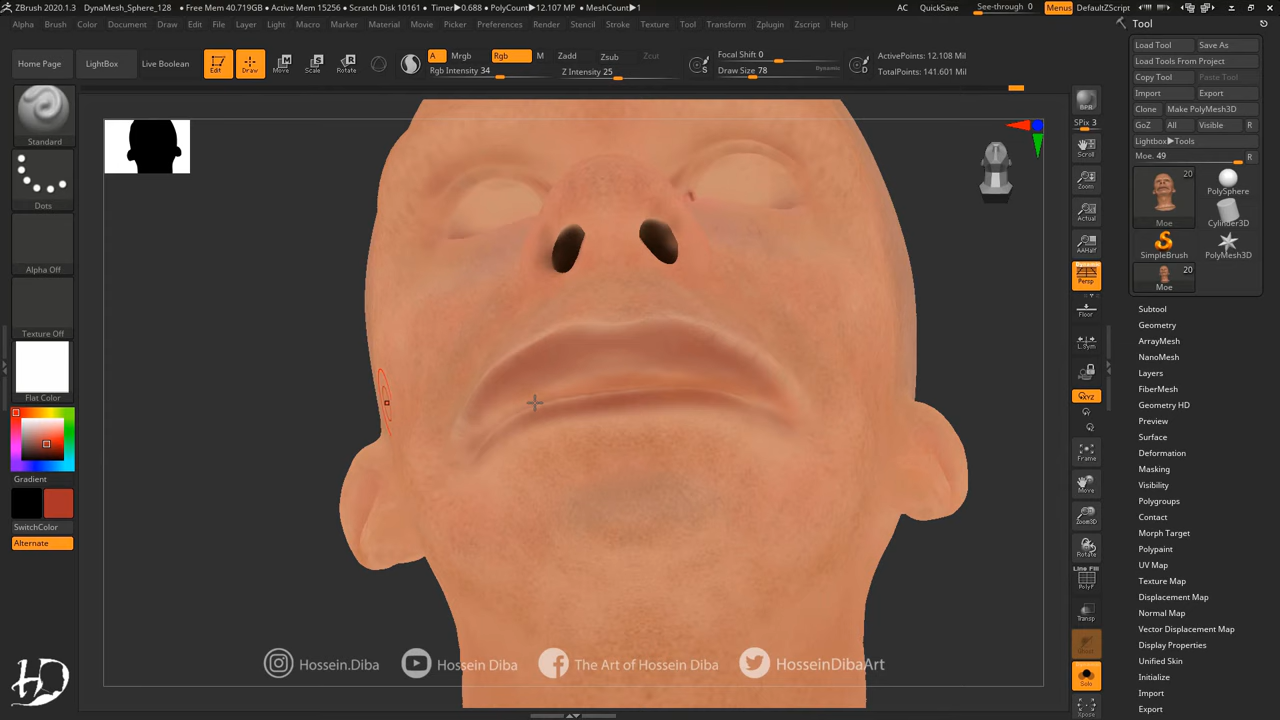 ZBrush 2020.1.3 DynaMesh_Sphere_128 • Free Mem 40.719GB • Active Mem 15256 • Scratch Disk 10161 • Timer▶0.688 • PolyCount▶12.107 MP • MeshCount▶1 AC QuickSave See-through 0 Menus DefaultZScript
Alpha Brush Color Document Draw Edit File Layer Light Macro Marker Material Movie Picker Preferences Render Stencil Stroke Texture Tool Transform Zplugin Zscript Help
Home Page LightBox Live Boolean Edit Draw Move Scale Rotate
A Mrgb Rgb M Zadd Zsub Zcut
Rgb Intensity 34 Z Intensity 25
S Focal Shift 0
Draw Size 78 Dynamic D
ActivePoints: 12.108 Mil
TotalPoints: 141.601 Mil
Standard
Dots
Alpha Off
Texture Off
Flat Color
Gradient
SwitchColor
Alternate
BPR
SPix 3
Scroll
Zoom
Actual
AAHalf
Dynamic
Persp
Floor
L.Sym
XYZ
Frame
Move
Zoom3D
Rotate
Line Fill
PolyF
Transp
Ghost
Solo
Xpose
Tool
Load Tool Save As
Load Tools From Project
Copy Tool Paste Tool
Import Export
Clone Make PolyMesh3D
GoZ All Visible R
Lightbox▶Tools
Moe. 49 R
20
Moe
PolySphere
Cylinder3D
SimpleBrush
PolyMesh3D
20
Moe
Subtool
Geometry
ArrayMesh
NanoMesh
Layers
FiberMesh
Geometry HD
Preview
Surface
Deformation
Masking
Visibility
Polygroups
Contact
Morph Target
Polypaint
UV Map
Texture Map
Displacement Map
Normal Map
Vector Displacement Map
Display Properties
Unified Skin
Initialize
Import
Export
Hossein.Diba Hossein Diba The Art of Hossein Diba HosseinDibaArt
HD